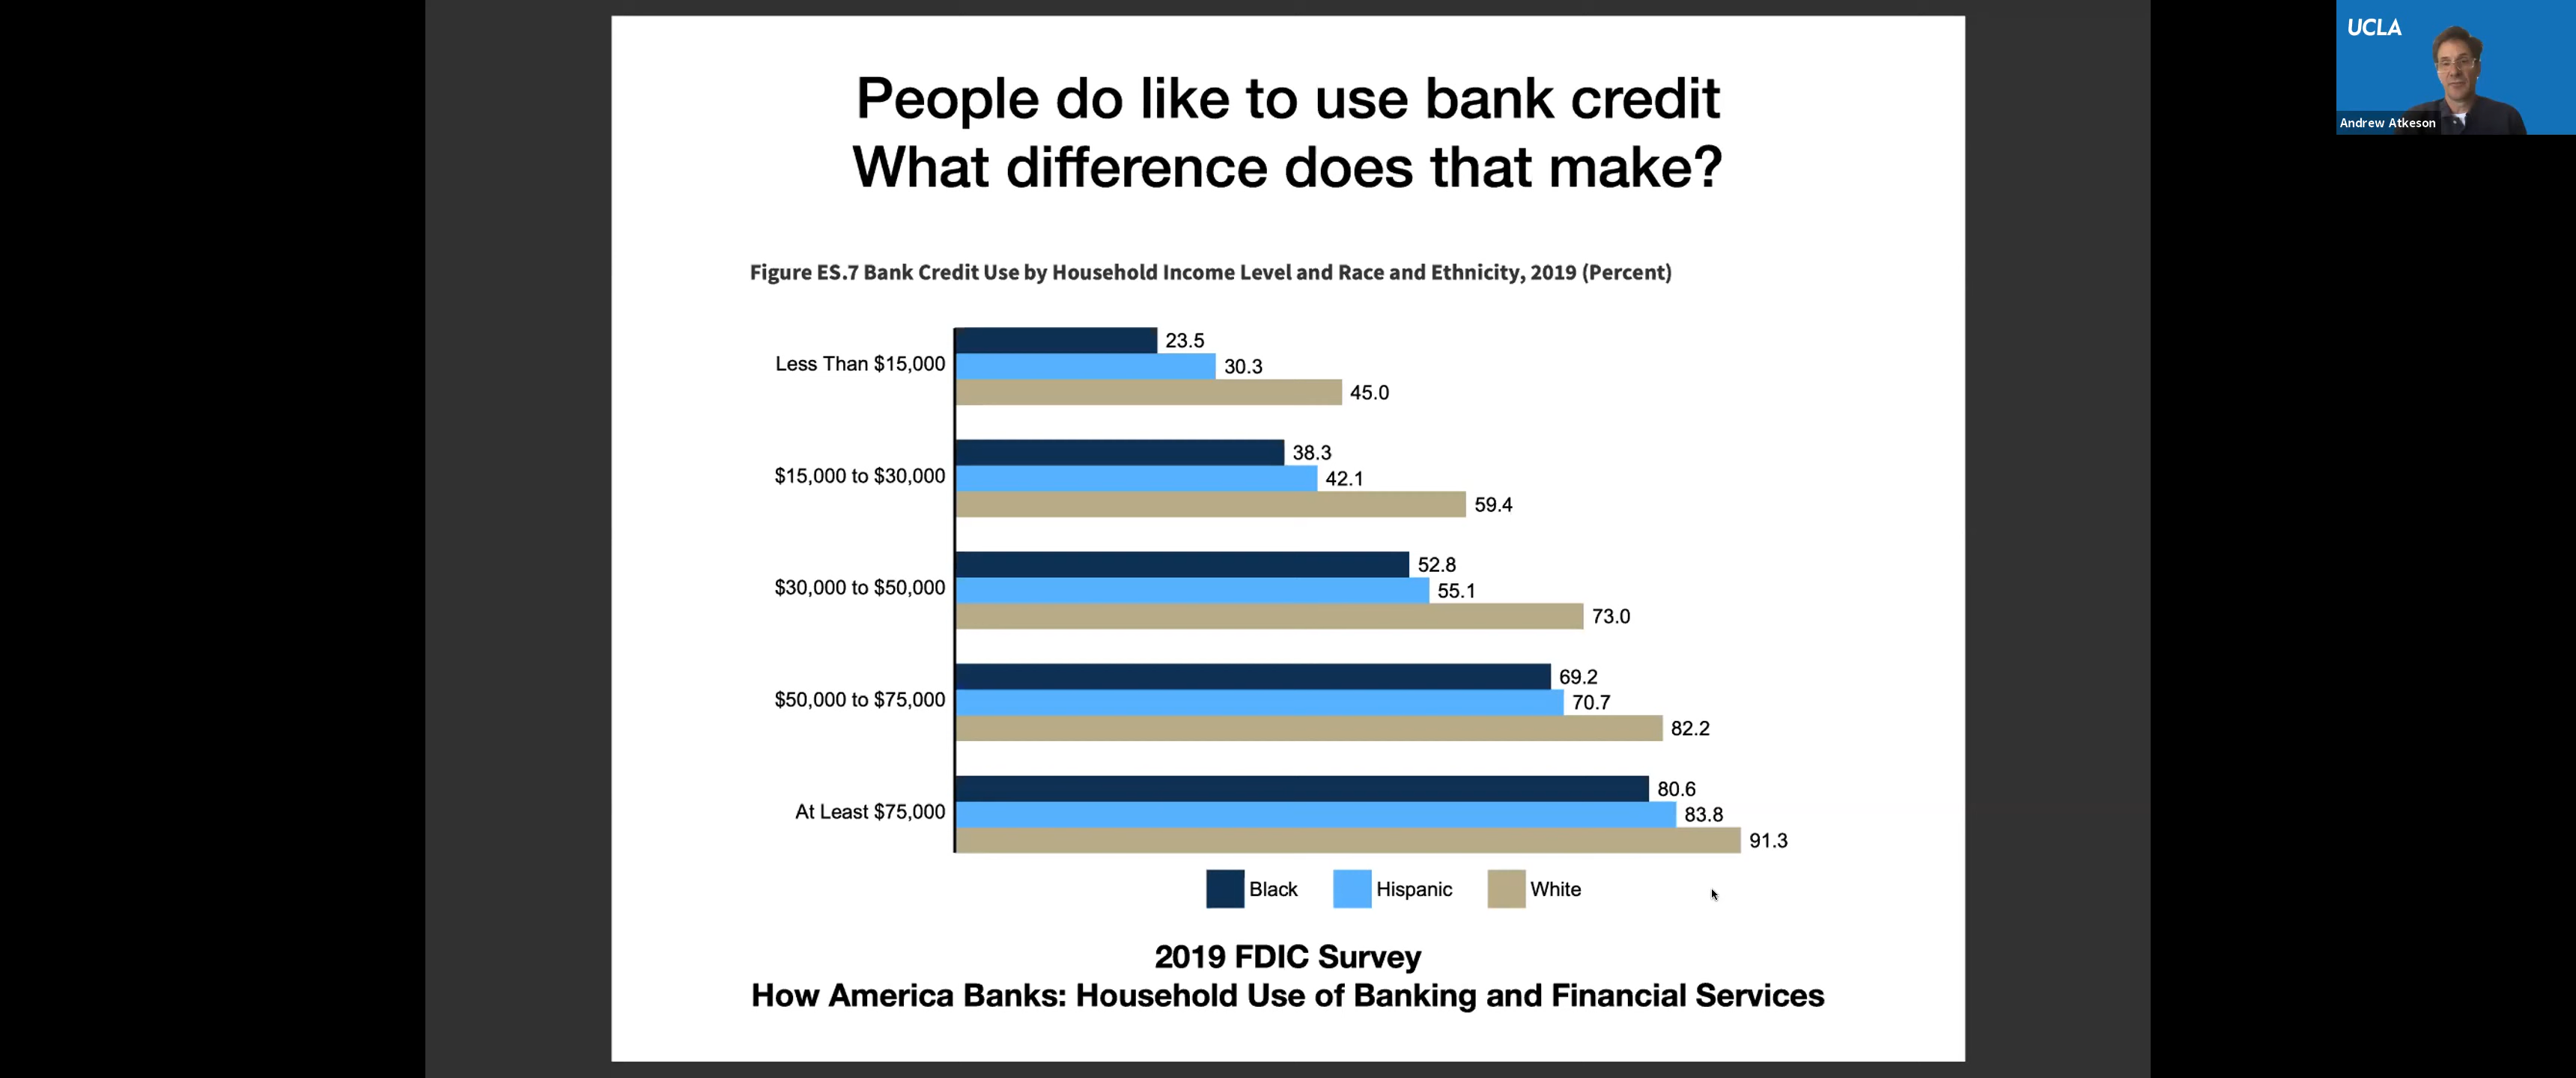 People do like to use bank credit
What difference does that make?
Figure ES.7 Bank Credit Use by Household Income Level and Race and Ethnicity, 2019 (Percent)
Less Than $15,000
23.5
30.3
45.0
$15,000 to $30,000
38.3
42.1
59.4
$30,000 to $50,000
52.8
55.1
73.0
$50,000 to $75,000
69.2
70.7
82.2
At Least $75,000
80.6
83.8
91.3
Black Hispanic White
2019 FDIC Survey
How America Banks: Household Use of Banking and Financial Services
UCLA
Andrew Atkeson